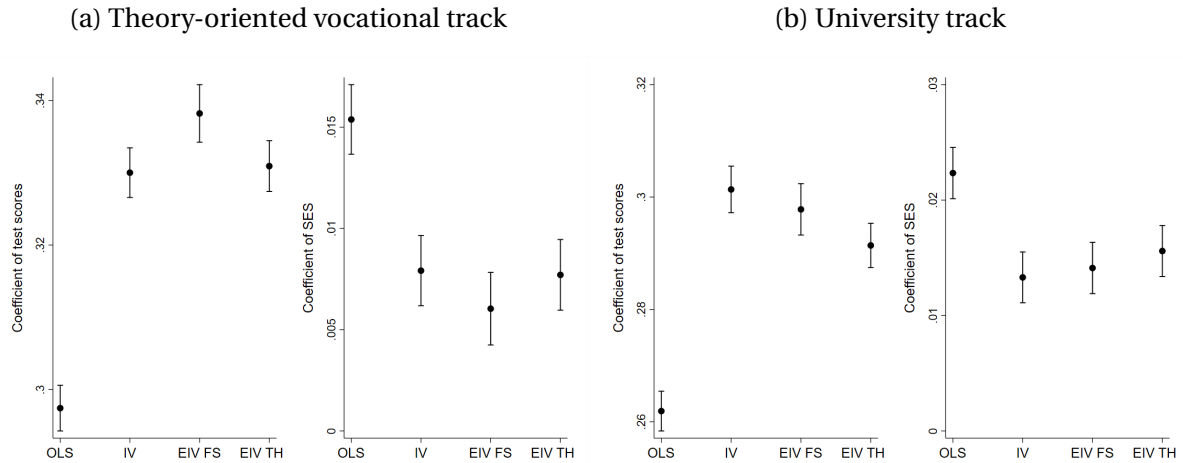 (a) Theory-oriented vocational track
(b) University track
Coefficient of test scores
.34
.32
.3
OLS IV EIV FS EIV TH
Coefficient of SES
.015
.01
.005
0
OLS IV EIV FS EIV TH
Coefficient of test scores
.32
.3
.28
.26
OLS IV EIV FS EIV TH
Coefficient of SES
.03
.02
.01
0
OLS IV EIV FS EIV TH